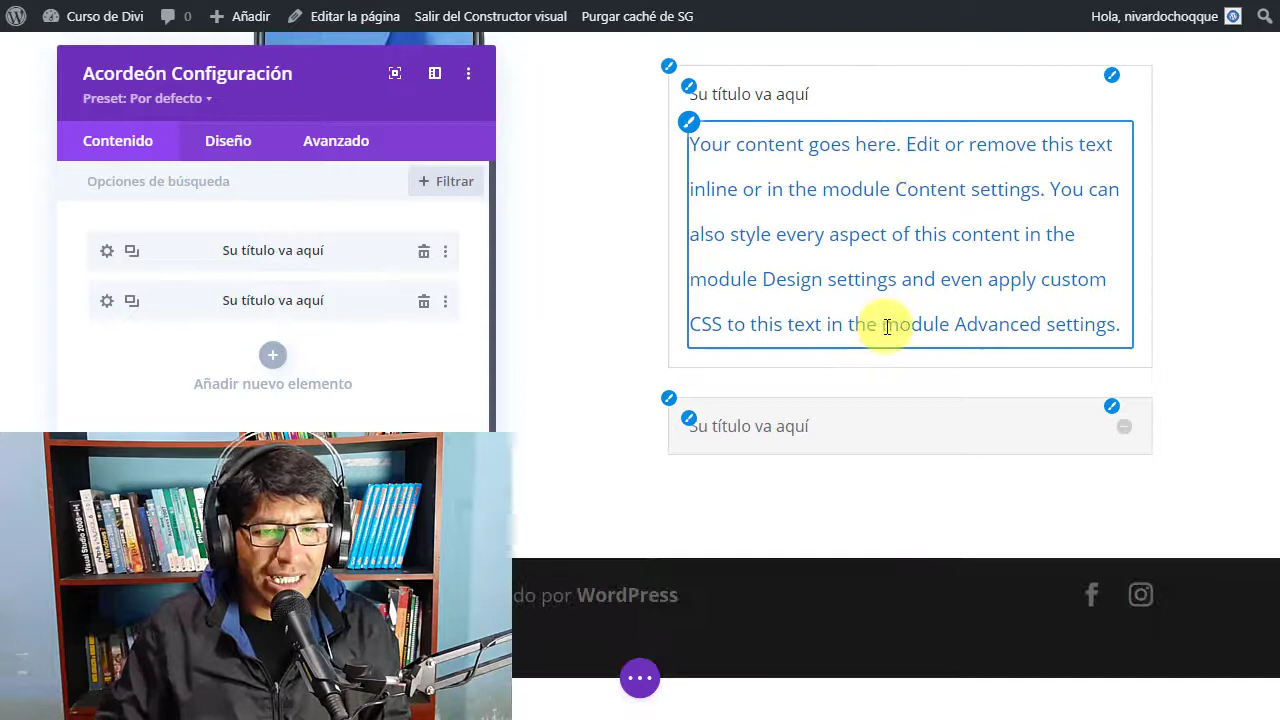 Curso de Divi
0
Añadir
Editar la página
Salir del Constructor visual
Purgar caché de SG
Hola, nivardochoqque
Acordeón Configuración
Preset: Por defecto
Contenido
Diseño
Avanzado
Opciones de búsqueda
+ Filtrar
Su título va aquí
Su título va aquí
Añadir nuevo elemento
Su título va aquí
Your content goes here. Edit or remove this text
inline or in the module Content settings. You can
also style every aspect of this content in the
module Design settings and even apply custom
CSS to this text in the module Advanced settings.
Su título va aquí
do por WordPress
Visual Studio 2008